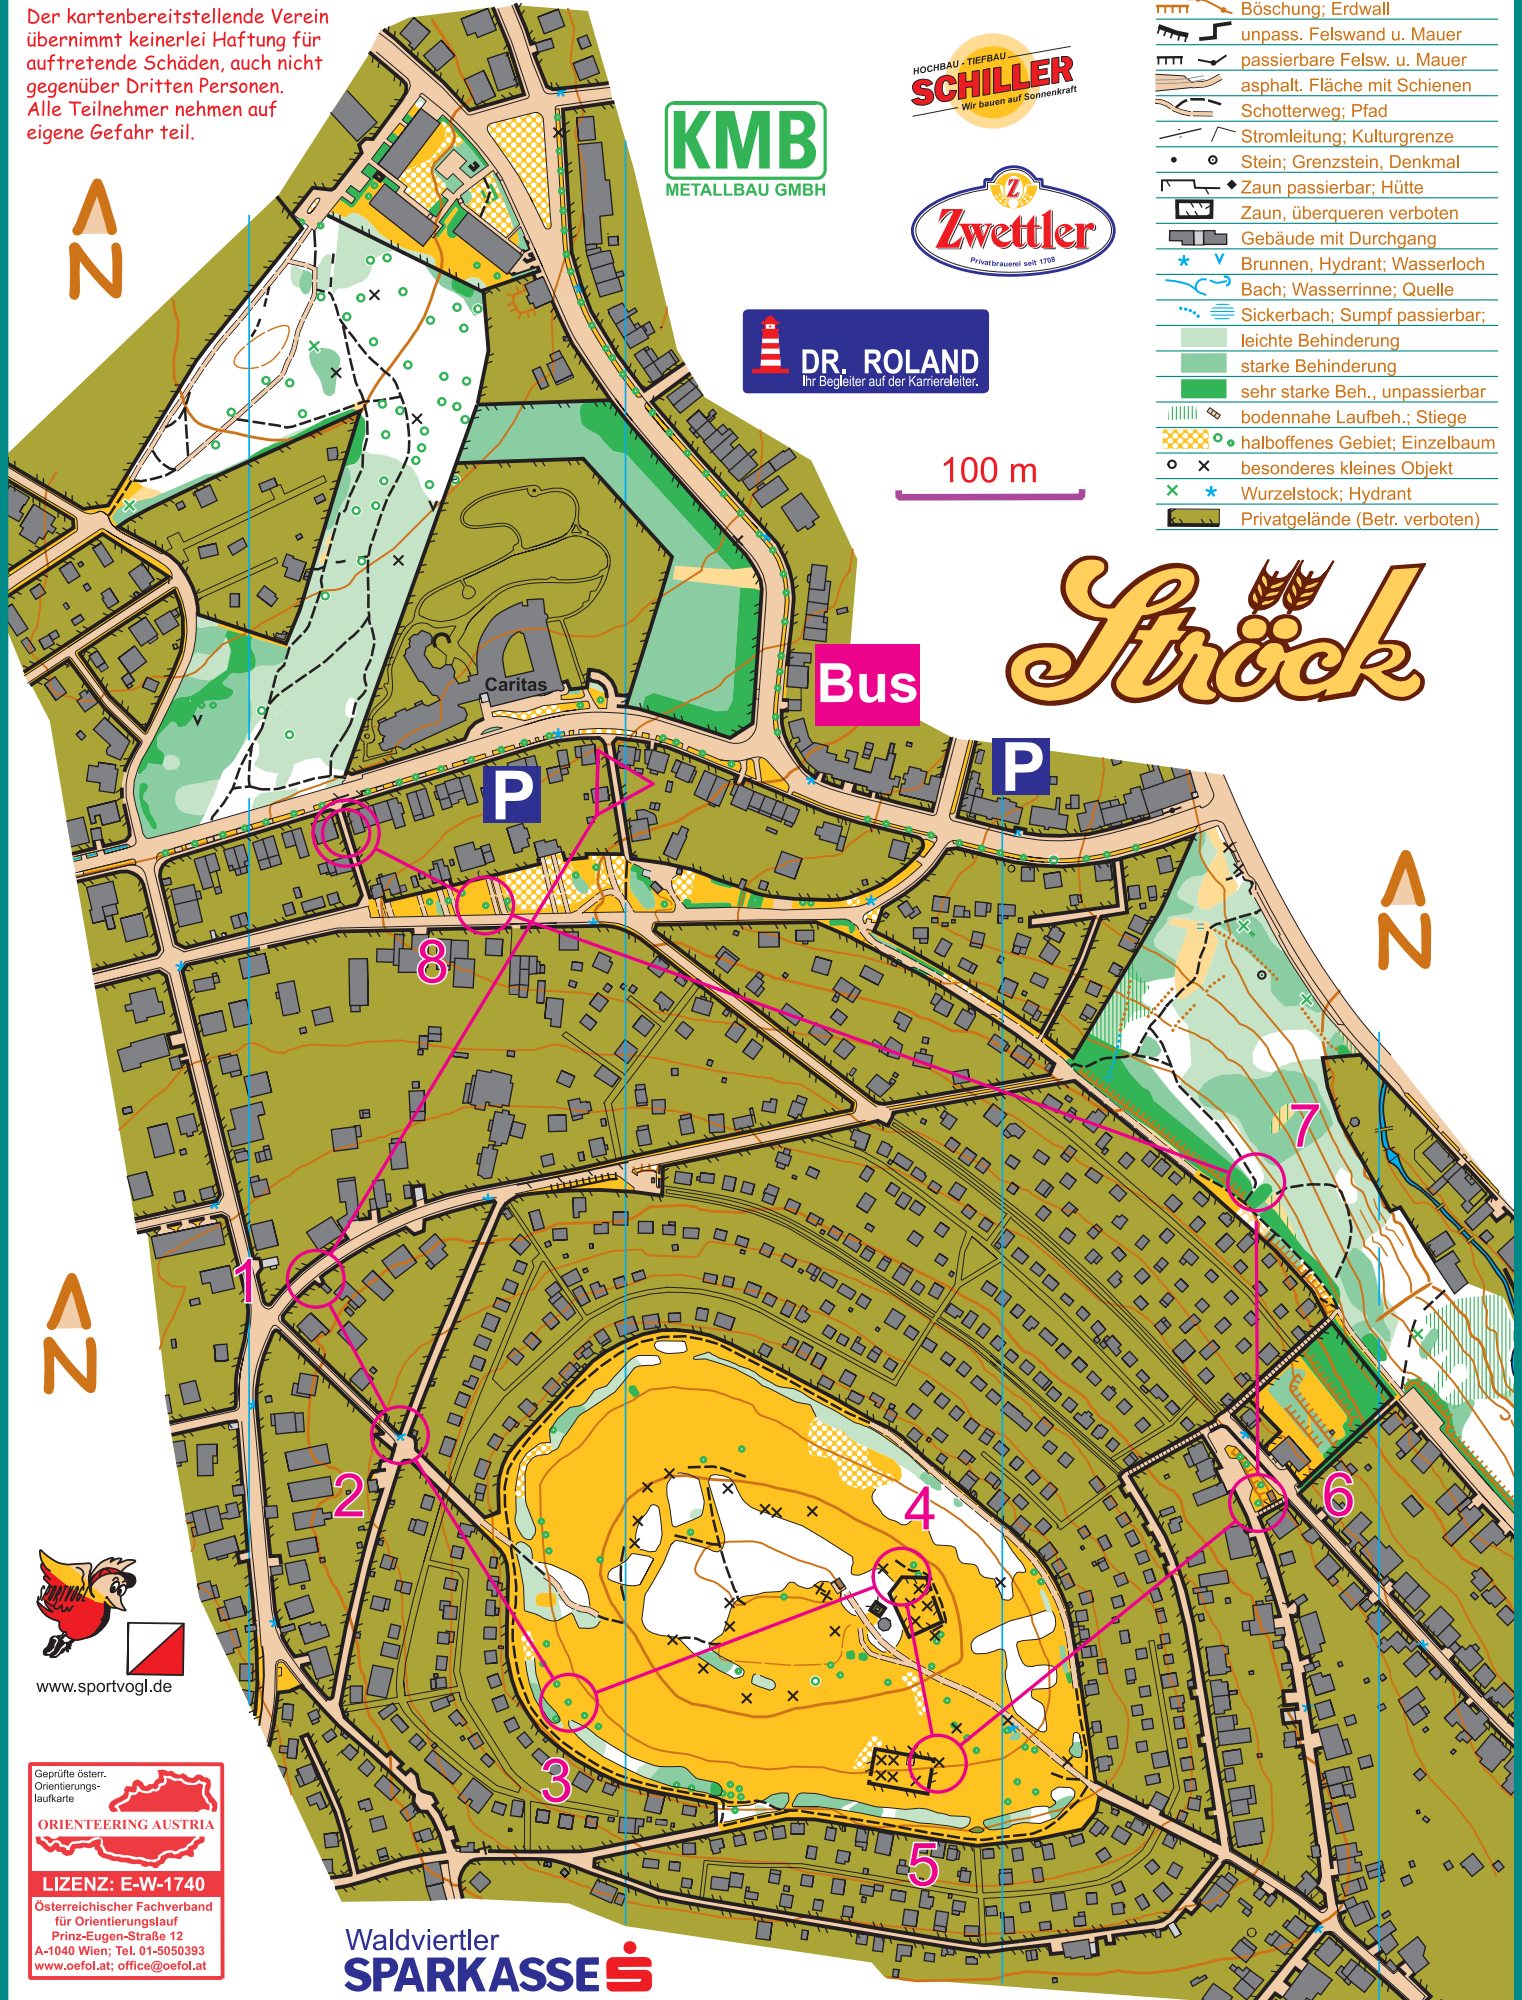 Der kartenbereitstellende Verein
übernimmt keinerlei Haftung für
auftretende Schäden, auch nicht
gegenüber Dritten Personen.
Alle Teilnehmer nehmen auf
eigene Gefahr teil.
N
KMB
METALLBAU GMBH
HOCHBAU - TIEFBAU
SCHILLER
Wir bauen auf Sonnenkraft
Z
Zwettler
Privatbrauerei seit 1708
DR. ROLAND
Ihr Begleiter auf der Karriereleiter.
100 m
Böschung; Erdwall
unpass. Felswand u. Mauer
passierbare Felsw. u. Mauer
asphalt. Fläche mit Schienen
Schotterweg; Pfad
Stromleitung; Kulturgrenze
Stein; Grenzstein, Denkmal
Zaun passierbar; Hütte
Zaun, überqueren verboten
Gebäude mit Durchgang
Brunnen, Hydrant; Wasserloch
Bach; Wasserrinne; Quelle
Sickerbach; Sumpf passierbar;
leichte Behinderung
starke Behinderung
sehr starke Beh., unpassierbar
bodennahe Laufbeh.; Stiege
halboffenes Gebiet; Einzelbaum
besonderes kleines Objekt
Wurzelstock; Hydrant
Privatgelände (Betr. verboten)
Ströck
Caritas
Bus
P
P
N
8
7
1
N
2
4
6
3
5
SPORTVOGL
www.sportvogl.de
Geprüfte österr.
Orientierungs-
laufkarte
ORIENTEERING AUSTRIA
LIZENZ: E-W-1740
Österreichischer Fachverband
für Orientierungslauf
Prinz-Eugen-Straße 12
A-1040 Wien; Tel. 01-5050393
www.oefol.at; office@oefol.at
Waldviertler
SPARKASSE